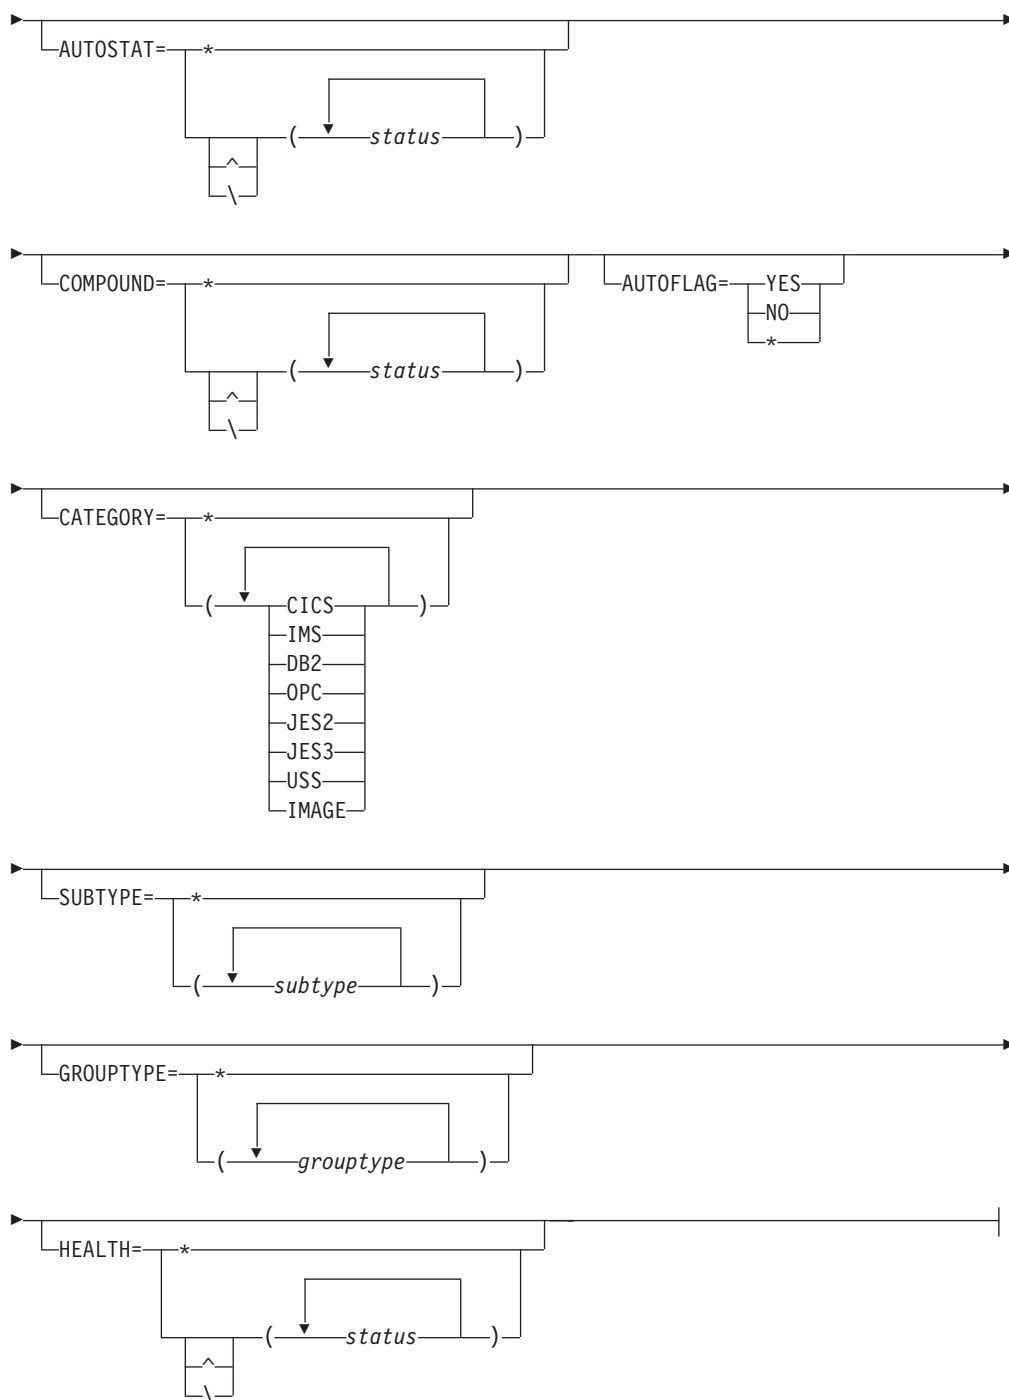 AUTOSTAT= *
( status )
^
\
COMPOUND= * AUTOFLAG= YES
NO
*
( status )
^
\
CATEGORY= *
( CICS )
IMS
DB2
OPC
JES2
JES3
USS
IMAGE
SUBTYPE= *
( subtype )
GROUPTYPE= *
( grouptype )
HEALTH= *
( status )
^
\